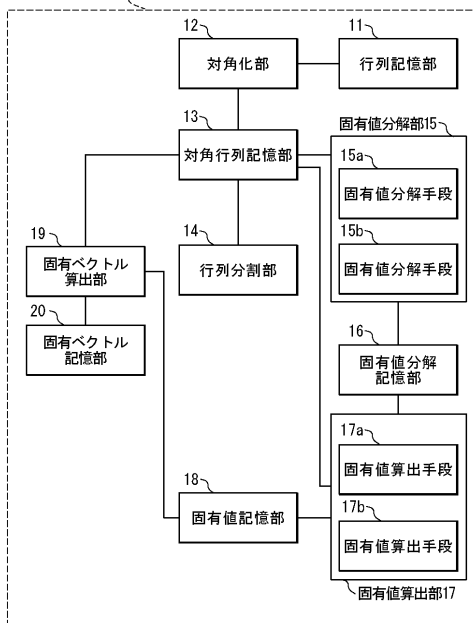 12
対角化部
11
行列記憶部
13
対角行列記憶部
固有値分解部15
15a
固有値分解手段
15b
固有値分解手段
14
行列分割部
19
固有ベクトル
算出部
20
固有ベクトル
記憶部
16
固有値分解
記憶部
17a
固有値算出手段
17b
固有値算出手段
18
固有値記憶部
固有値算出部17